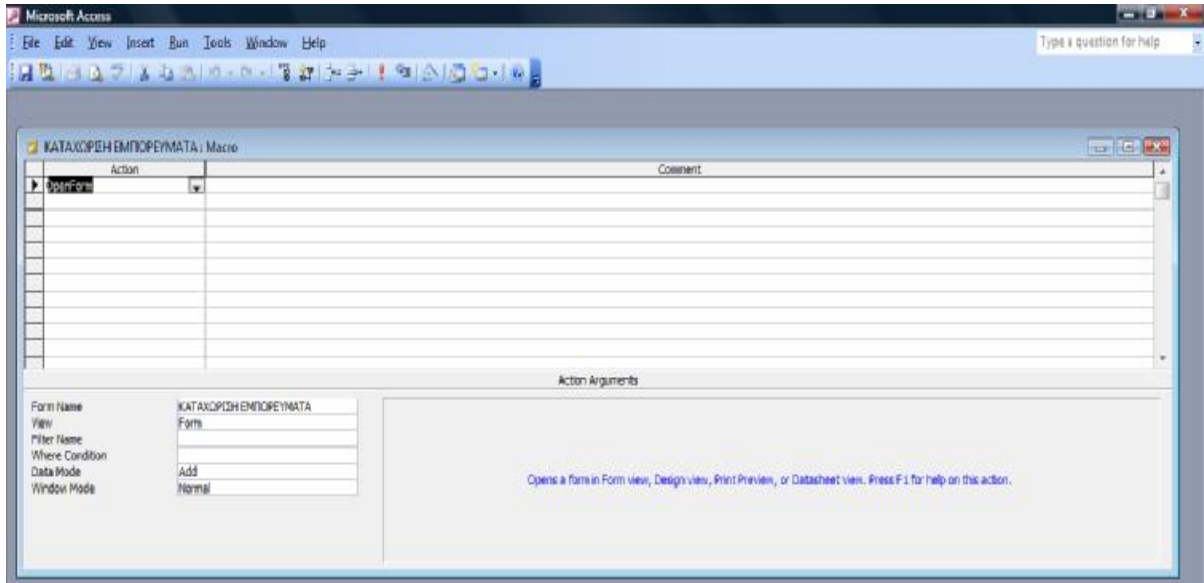 Microsoft Access
File Edit View Insert Run Tools Window Help
Type a question for help
ΚΑΤΑΧΩΡΙΣΗ ΕΜΠΟΡΕΥΜΑΤΑ : Macro
Action Comment
OpenForm
Action Arguments
Form Name ΚΑΤΑΧΩΡΙΣΗ ΕΜΠΟΡΕΥΜΑΤΑ
View Form
Filter Name
Where Condition
Data Mode Add
Window Mode Normal
Opens a form in Form view, Design view, Print Preview, or Datasheet view. Press F1 for help on this action.